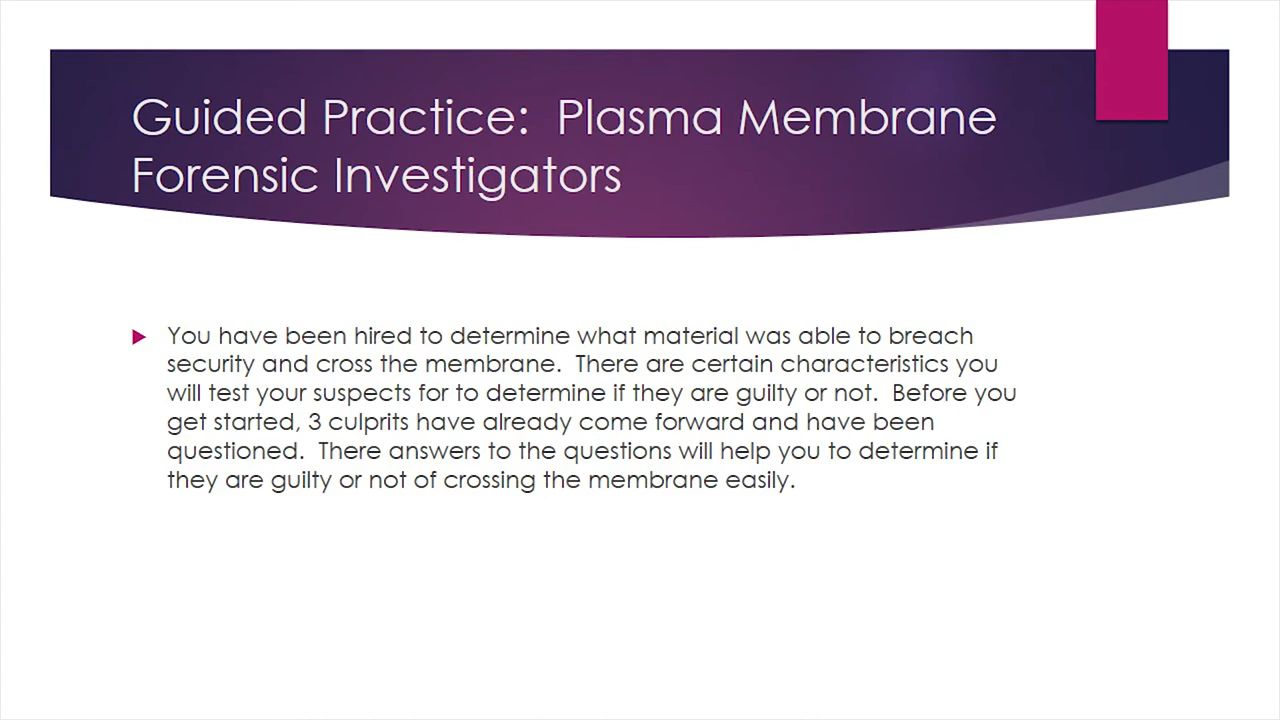 Guided Practice:  Plasma Membrane
Forensic Investigators
You have been hired to determine what material was able to breach
security and cross the membrane.  There are certain characteristics you
will test your suspects for to determine if they are guilty or not.  Before you
get started, 3 culprits have already come forward and have been
questioned.  There answers to the questions will help you to determine if
they are guilty or not of crossing the membrane easily.